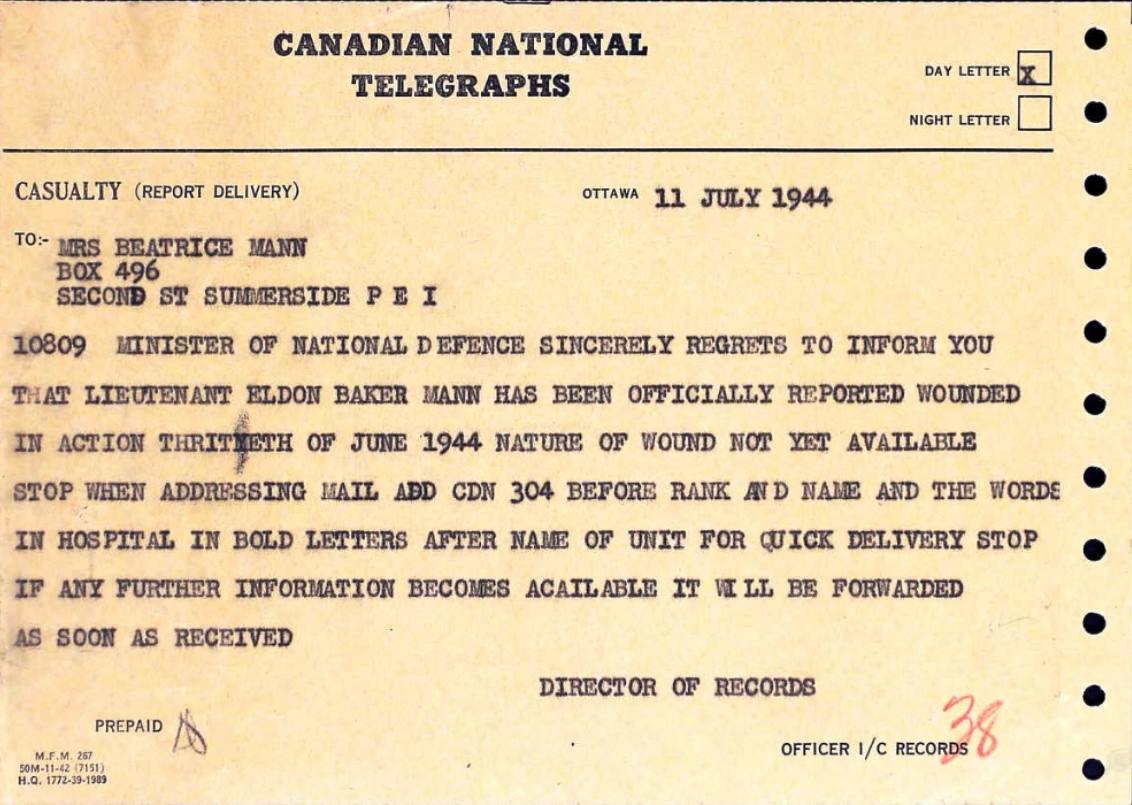 CANADIAN NATIONAL
TELEGRAPHS
DAY LETTER X
NIGHT LETTER
CASUALTY (REPORT DELIVERY) OTTAWA 11 JULY 1944
TO:- MRS BEATRICE MANN
BOX 496
SECOND ST SUMMERSIDE P E I
10809 MINISTER OF NATIONAL DEFENCE SINCERELY REGRETS TO INFORM YOU
THAT LIEUTENANT ELDON BAKER MANN HAS BEEN OFFICIALLY REPORTED WOUNDED
IN ACTION OF JUNE 1944 NATURE OF WOUND NOT YET AVAILABLE
STOP WHEN ADDRESSING MAIL ADD CDN 304 BEFORE RANK AND NAME AND THE WORDS
IN HOSPITAL IN BOLD LETTERS AFTER NAME OF UNIT FOR QUICK DELIVERY STOP
IF ANY FURTHER INFORMATION BECOMES ACAILABLE IT WILL BE FORWARDED
AS SOON AS RECEIVED
DIRECTOR OF RECORDS
PREPAID
38
OFFICER I/C RECORDS
M.F.M. 267
50M-11-42 (7151)
H.Q. 1772-39-1989